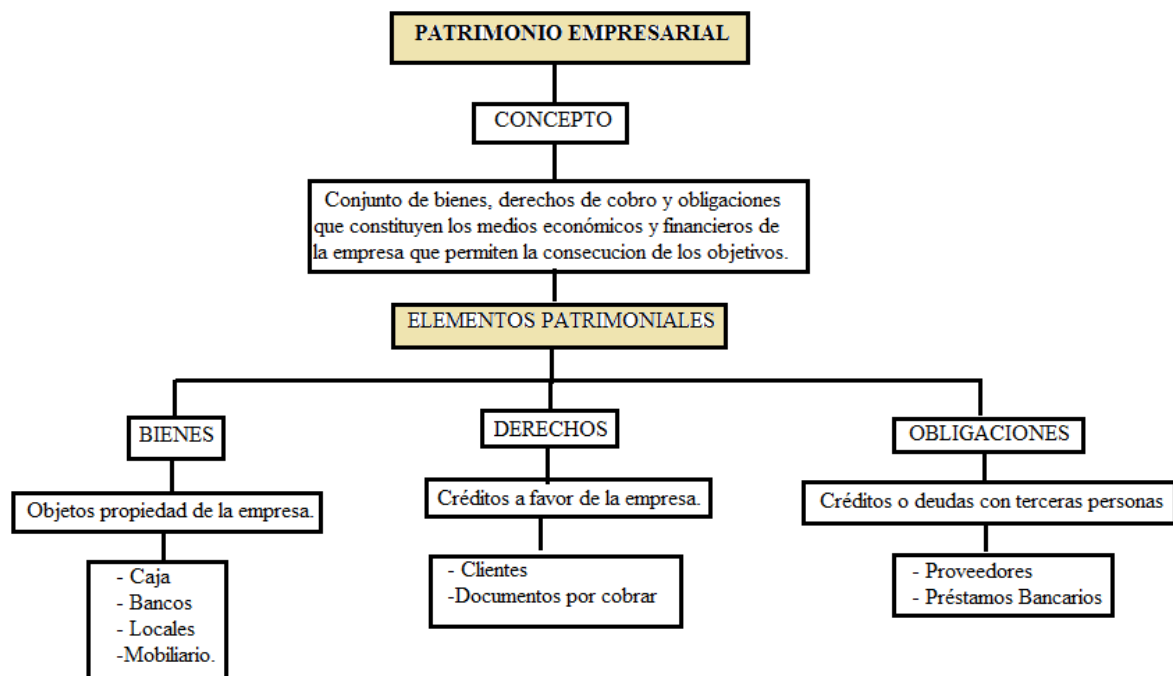 PATRIMONIO EMPRESARIAL
CONCEPTO
Conjunto de bienes, derechos de cobro y obligaciones
que constituyen los medios económicos y financieros de
la empresa que permiten la consecucion de los objetivos.
ELEMENTOS PATRIMONIALES
BIENES
Objetos propiedad de la empresa.
- Caja
- Bancos
- Locales
-Mobiliario.
DERECHOS
Créditos a favor de la empresa.
- Clientes
-Documentos por cobrar
OBLIGACIONES
Créditos o deudas con terceras personas
- Proveedores
- Préstamos Bancarios